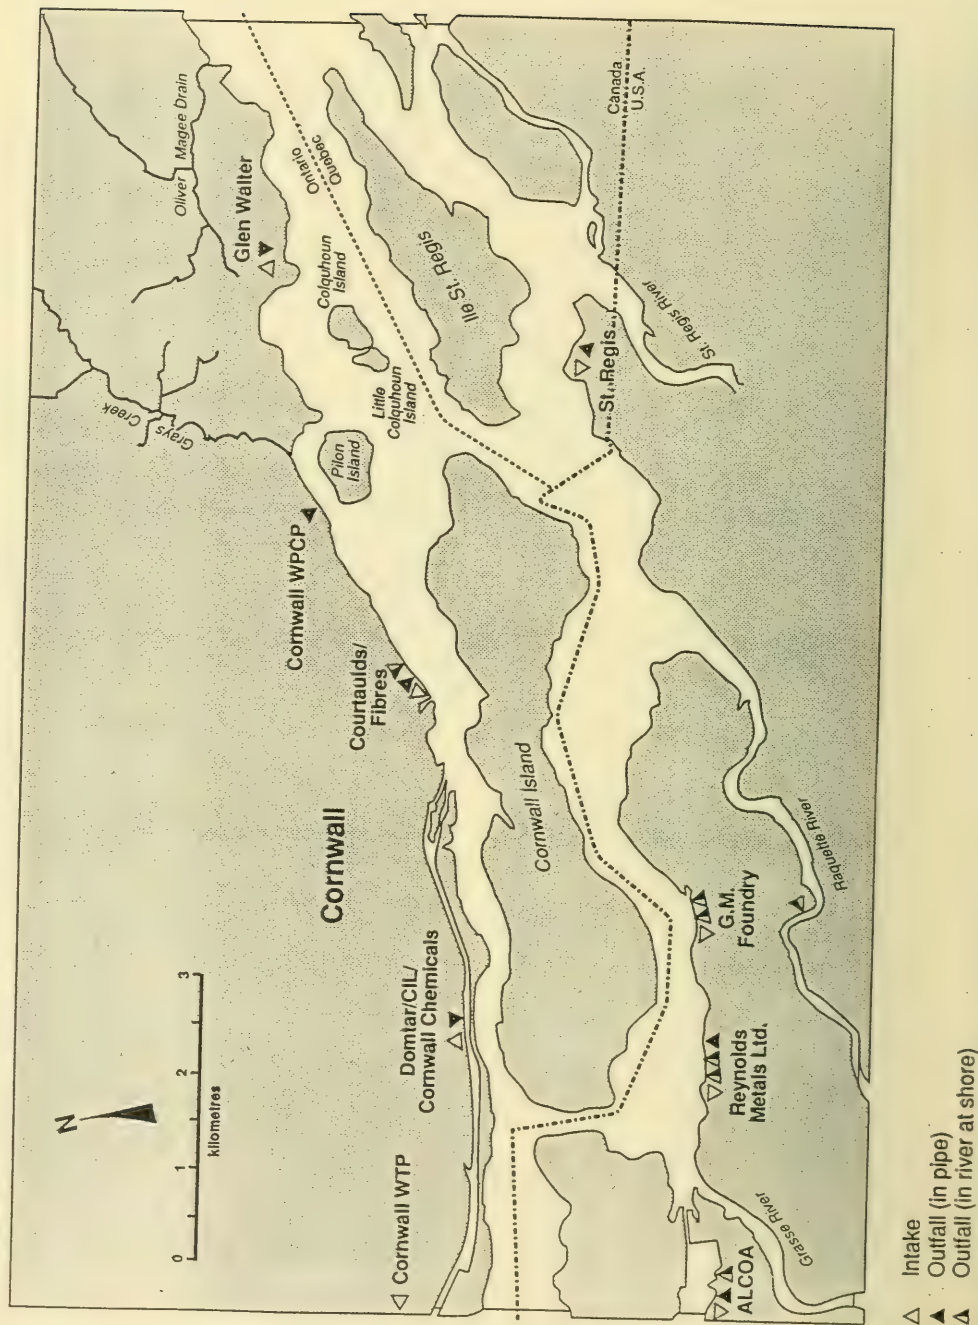 N
0
1
2
3
kilometres
Cornwall
Cornwall WTP
Domtar/CIL/
Cornwall Chemicals
Courtaulds/
Fibres
Cornwall WPCP
Grays
Creek
Glen Walter
Oliver
Magee Drain
Ontario
Quebec
Colquhoun
Island
Little
Colquhoun
Island
Pilon
Island
Ile St. Regis
Canada
U.S.A.
St. Regis
St. Regis River
Cornwall Island
Raquette River
G.M.
Foundry
Reynolds
Metals Ltd.
Grasse River
ALCOA
Intake
Outfall (in pipe)
Outfall (in river at shore)